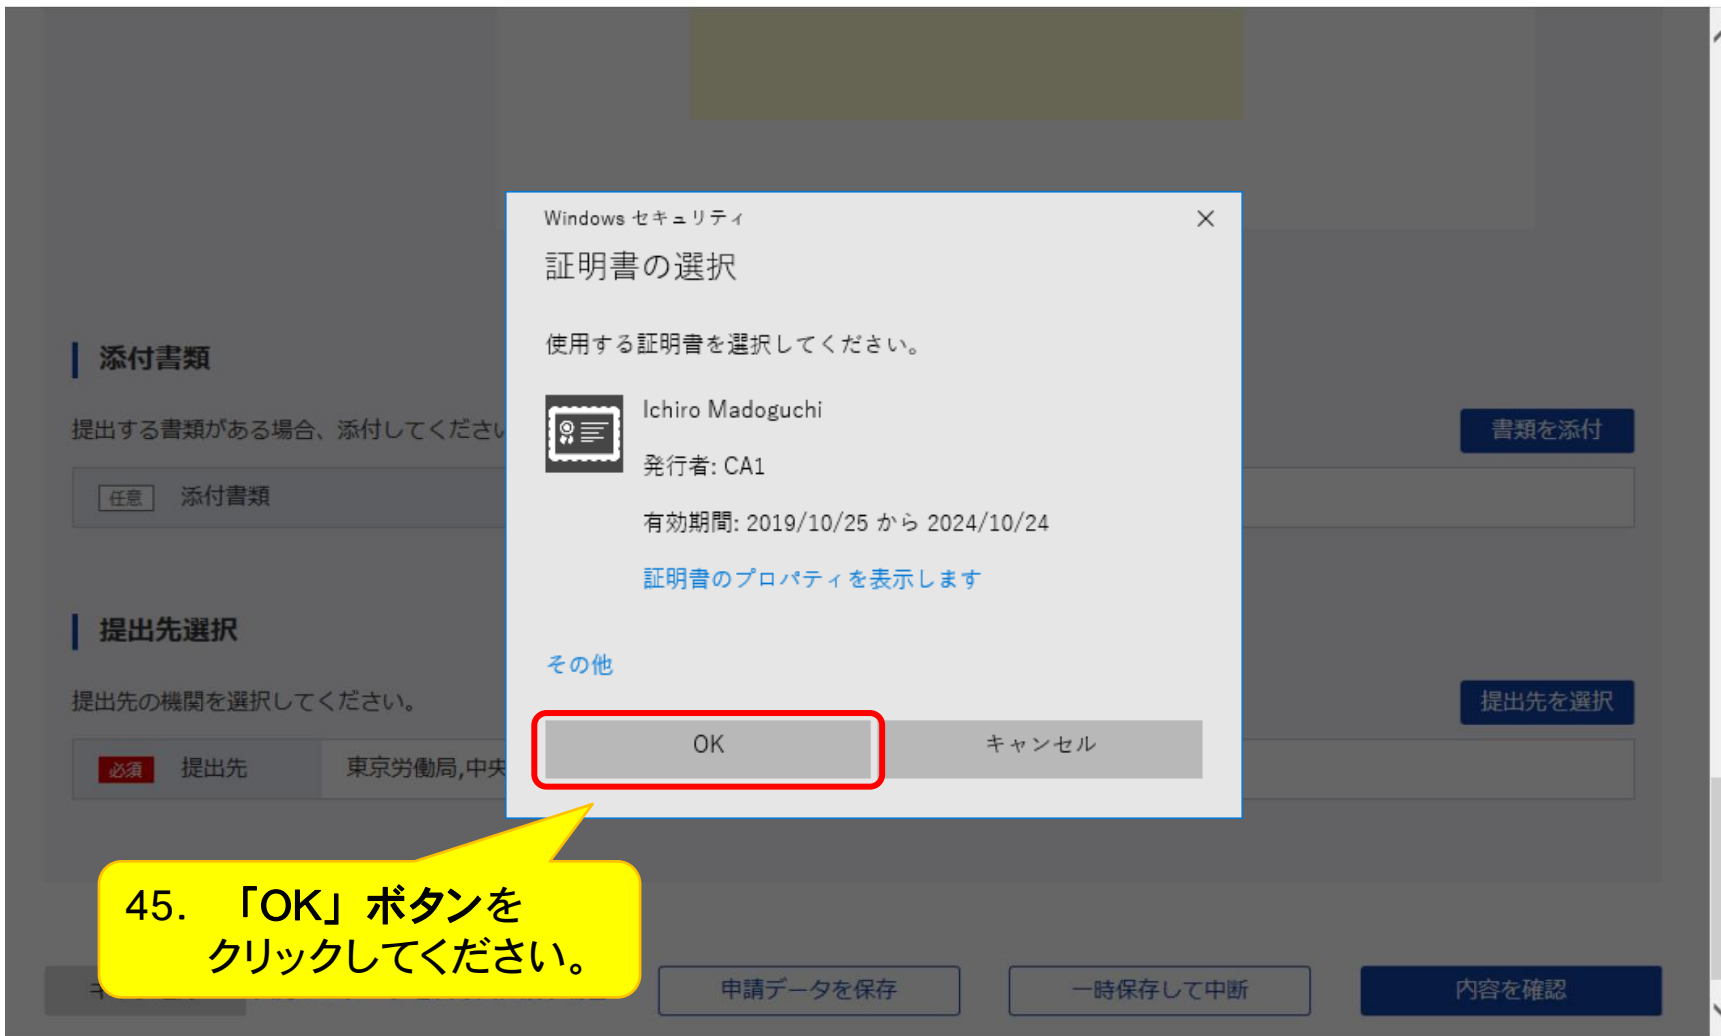 Windows セキュリティ
証明書の選択
使用する証明書を選択してください。
Ichiro Madoguchi
発行者: CA1
有効期間: 2019/10/25 から 2024/10/24
証明書のプロパティを表示します
その他
OK
キャンセル
添付書類
提出する書類がある場合、添付してください
書類を添付
任意 添付書類
提出先選択
提出先の機関を選択してください。
提出先を選択
必須 提出先 東京労働局,中央
45. 「OK」ボタンを
クリックしてください。
申請データを保存
一時保存して中断
内容を確認